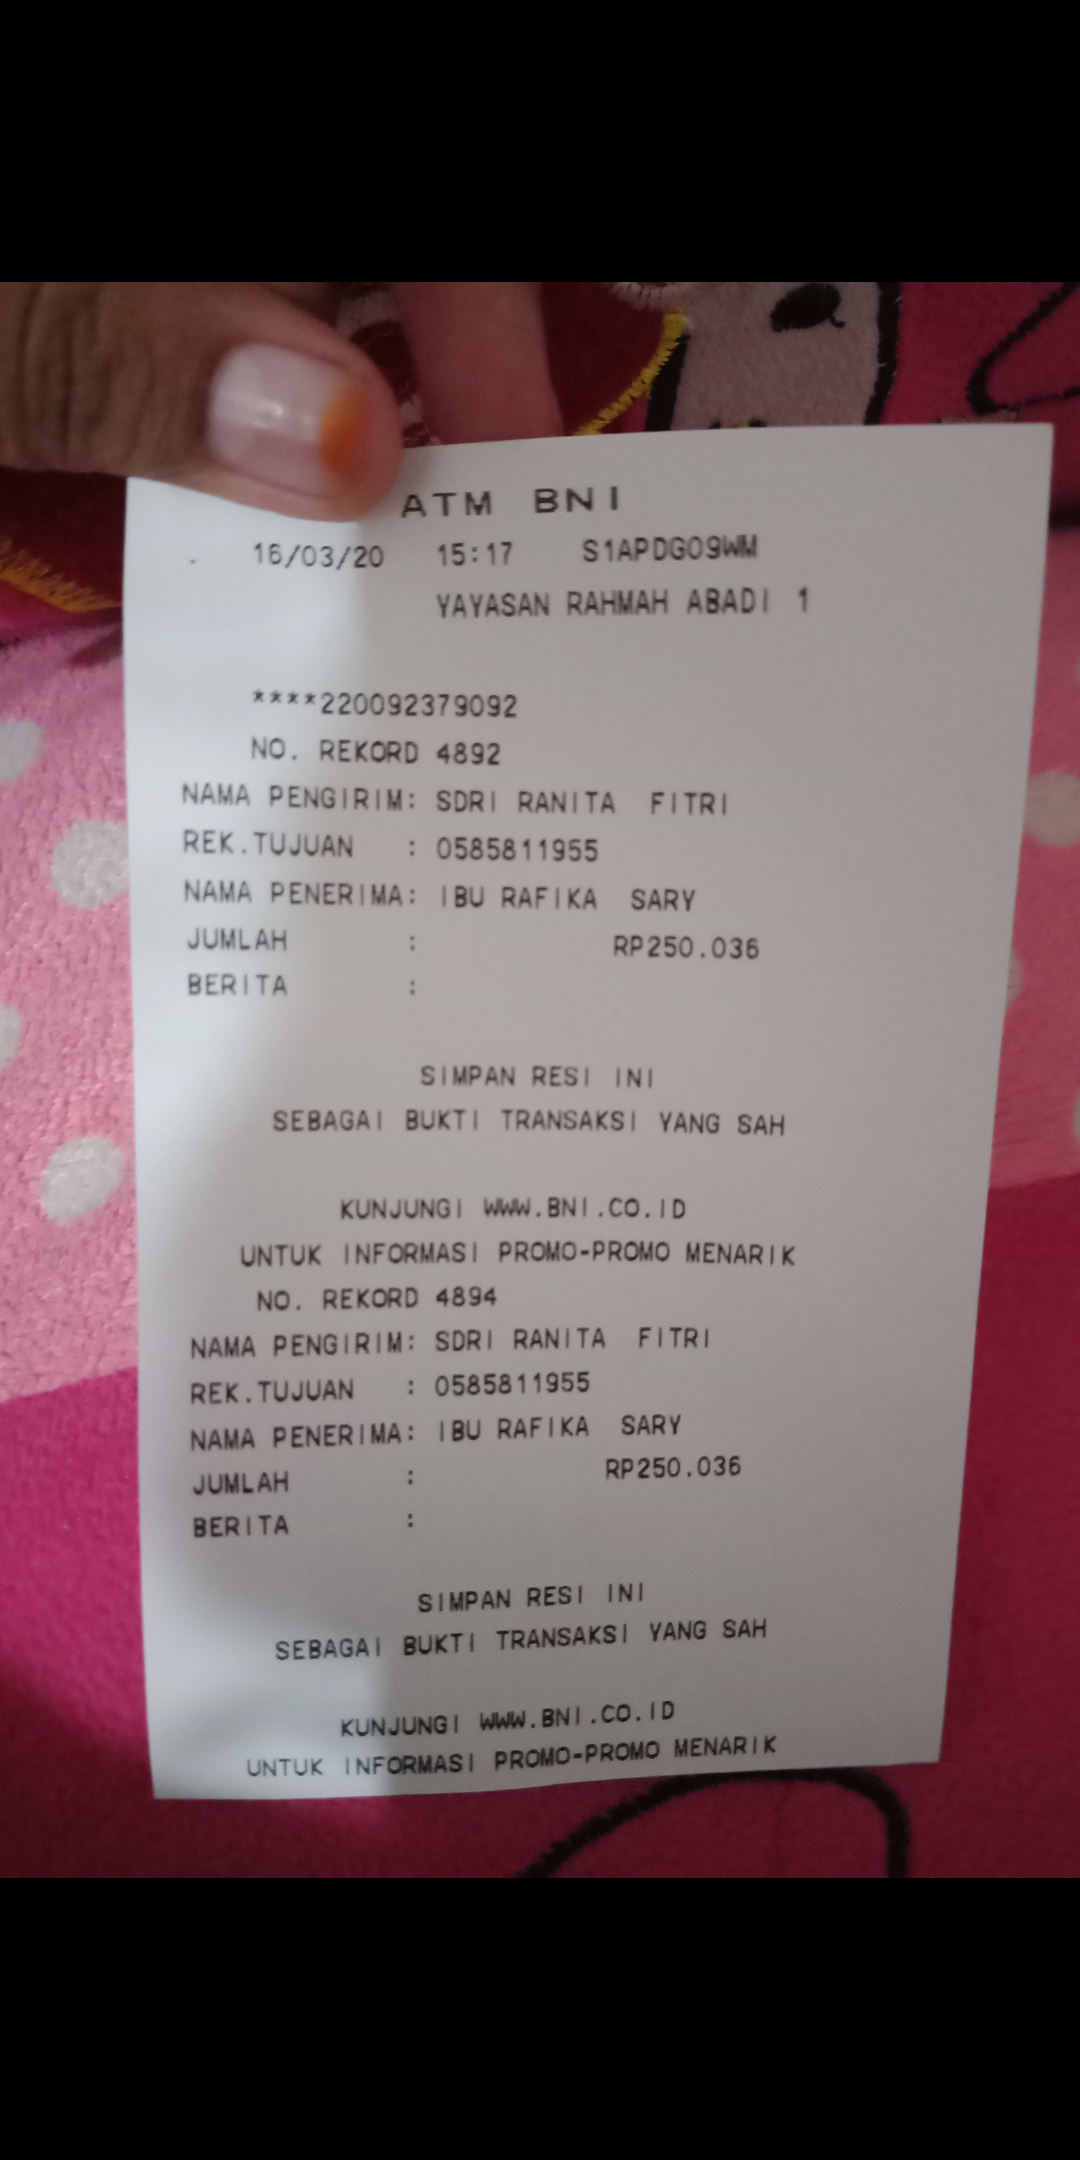 ATM BNI
16/03/20 15:17 S1APDG09WM
YAYASAN RAHMAH ABADI 1
****220092379092
NO. REKORD 4892
NAMA PENGIRIM: SDRI RANITA FITRI
REK.TUJUAN : 0585811955
NAMA PENERIMA: IBU RAFIKA SARY
JUMLAH : RP250.036
BERITA :
SIMPAN RESI INI
SEBAGAI BUKTI TRANSAKSI YANG SAH
KUNJUNGI WWW.BNI.CO.ID
UNTUK INFORMASI PROMO-PROMO MENARIK
NO. REKORD 4894
NAMA PENGIRIM: SDRI RANITA FITRI
REK.TUJUAN : 0585811955
NAMA PENERIMA: IBU RAFIKA SARY
JUMLAH : RP250.036
BERITA :
SIMPAN RESI INI
SEBAGAI BUKTI TRANSAKSI YANG SAH
KUNJUNGI WWW.BNI.CO.ID
UNTUK INFORMASI PROMO-PROMO MENARIK